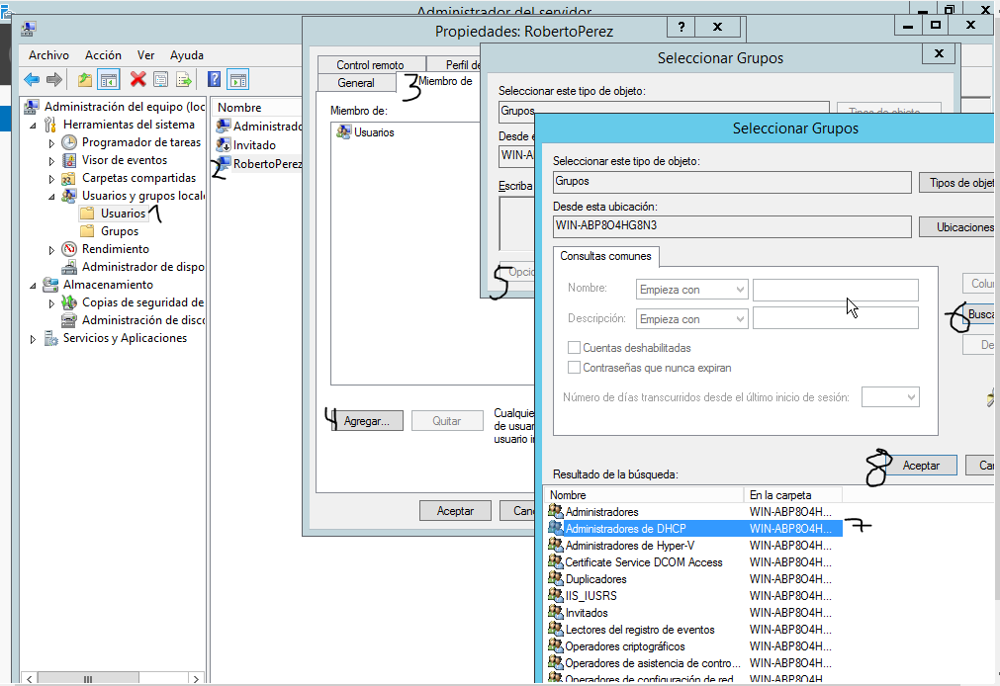 Administrador del servidor
Archivo Acción Ver Ayuda
Administración del equipo (loc
Herramientas del sistema
Programador de tareas
Visor de eventos
Carpetas compartidas
Usuarios y grupos locale
Usuarios 1
Grupos
Rendimiento
Administrador de dispo
Almacenamiento
Copias de seguridad de
Administración de disco
Servicios y Aplicaciones
Nombre
Administrado
Invitado
2 RobertoPerez
Propiedades: RobertoPerez
Control remoto Perfil de
General 3 Miembro de
Miembro de:
Usuarios
4 Agregar... Quitar
Cualquie
de usuar
usuario in
Aceptar Canc
Seleccionar Grupos
Seleccionar este tipo de objeto:
Grupos Tipos de objeto
Desde e
WIN-A
Escriba
5 Opcio
Seleccionar Grupos
Seleccionar este tipo de objeto:
Grupos Tipos de objet
Desde esta ubicación:
WIN-ABP8O4HG8N3 Ubicaciones
Consultas comunes
Nombre: Empieza con
Descripción: Empieza con
Cuentas deshabilitadas
Contraseñas que nunca expiran
Número de días transcurridos desde el último inicio de sesión:
Colu
6 Busca
De
8 Aceptar Can
Resultado de la búsqueda:
Nombre En la carpeta
Administradores WIN-ABP8O4H...
Administradores de DHCP WIN-ABP8O4H... 7
Administradores de Hyper-V WIN-ABP8O4H...
Certificate Service DCOM Access WIN-ABP8O4H...
Duplicadores WIN-ABP8O4H...
IIS_IUSRS WIN-ABP8O4H...
Invitados WIN-ABP8O4H...
Lectores del registro de eventos WIN-ABP8O4H...
Operadores criptográficos WIN-ABP8O4H...
Operadores de asistencia de contro... WIN-ABP8O4H...
Operadores de configuración de red WIN-ABP8O4H...